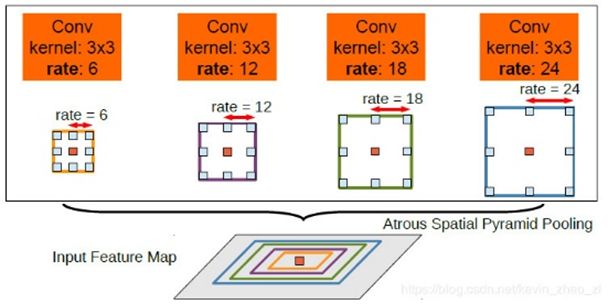 Conv
kernel: 3x3
rate: 6
Conv
kernel: 3x3
rate: 12
Conv
kernel: 3x3
rate: 18
Conv
kernel: 3x3
rate: 24
rate = 6
rate = 12
rate = 18
rate = 24
Atrous Spatial Pyramid Pooling
Input Feature Map
https://blog.csdn.net/kevin_zhao_zl